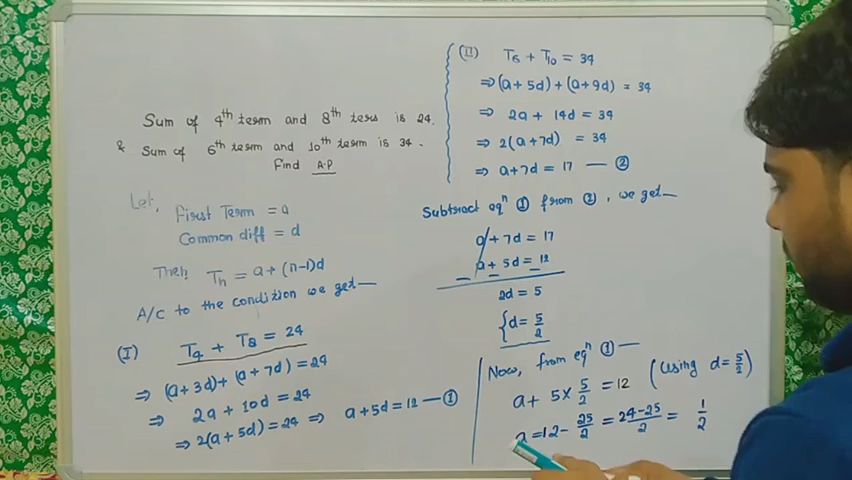 Sum of 4th term and 8th ters is 24.
& Sum of 6th term and 10th term is 34.
Find A.P
Let,
First Term = a
Common diff = d
Then, Tn = a+(n-1)d
A/C to the condition we get—
(I) T4 + T8 = 24
⇒ (a+3d)+(a+7d) = 24
⇒ 2a+10d = 24
⇒ 2(a+5d) = 24 ⇒ a+5d = 12 — ①
(II) T6 + T10 = 34
⇒ (a+5d)+(a+9d) = 34
⇒ 2a + 14d = 34
⇒ 2(a+7d) = 34
⇒ a+7d = 17 — ②
Subtract eqn ① from ②, we get—
a+7d = 17
a+5d = 12
— — —
2d = 5
{d = 5/2
Now, from eqn ① —
a + 5 × 5/2 = 12 (using d = 5/2)
a = 12 - 25/2 = 24-25/2 = 1/2